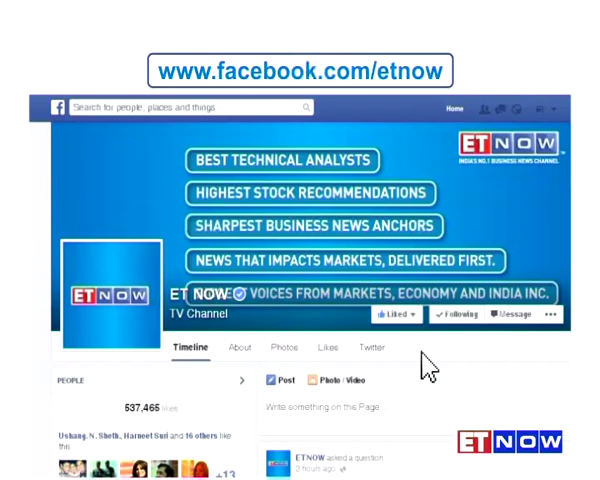 www.facebook.com/etnow
Search for people, places and things
Home
ET NOW
INDIA'S NO.1 BUSINESS NEWS CHANNEL
BEST TECHNICAL ANALYSTS
HIGHEST STOCK RECOMMENDATIONS
SHARPEST BUSINESS NEWS ANCHORS
NEWS THAT IMPACTS MARKETS, DELIVERED FIRST.
VOICES FROM MARKETS, ECONOMY AND INDIA INC.
ET NOW
ET NOW
TV Channel
Liked
Following
Message
Timeline About Photos Likes Twitter
PEOPLE
537,465 likes
Ushang. N. Sheth, Harneet Suri and 16 others like
this.
+13
Post Photo / Video
Write something on this Page
ETNOW asked a question
2 hours ago
ET NOW